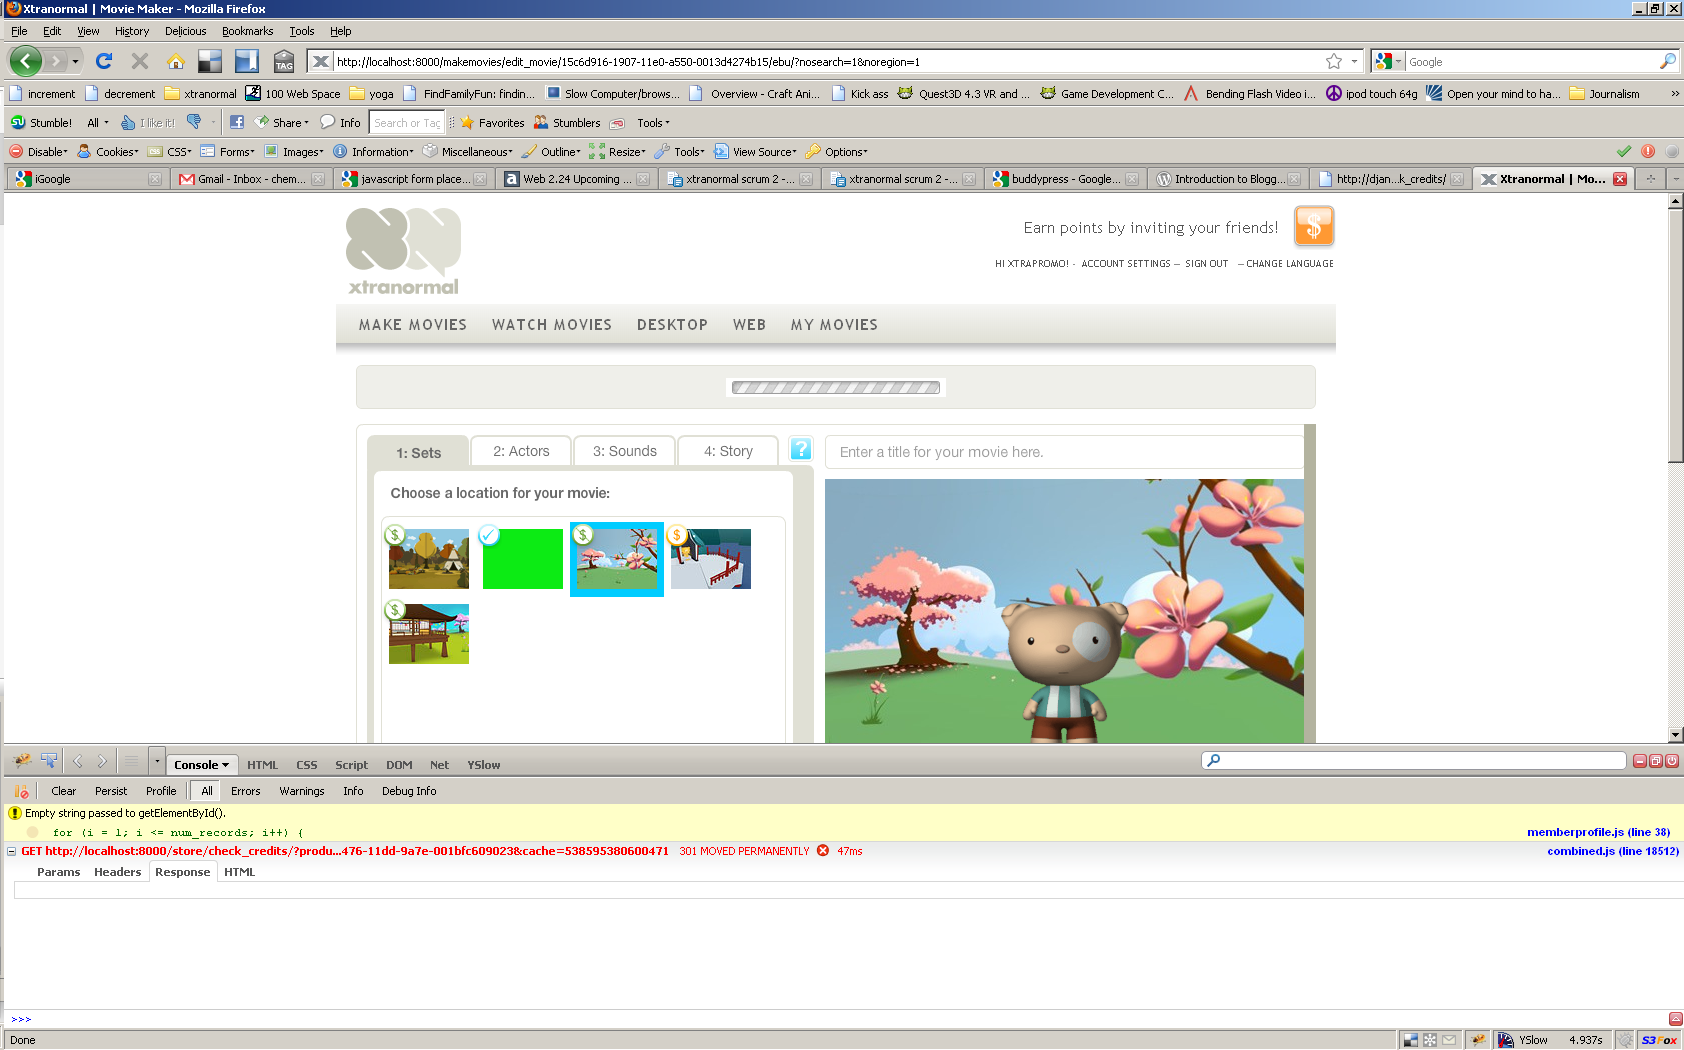 Xtranormal | Movie Maker - Mozilla Firefox
File Edit View History Delicious Bookmarks Tools Help
TAG http://localhost:8000/makemovies/edit_movie/15c6d916-1907-11e0-a550-0013d4274b15/ebu/?nosearch=1&noregion=1 Google
increment decrement xtranormal 100 Web Space yoga FindFamilyFun: findin... Slow Computer/brows... Overview - Craft Ani... Kick ass Quest3D 4.3 VR and ... Game Development C... Bending Flash Video i... ipod touch 64g Open your mind to ha... Journalism »
Stumble! All I like it! Share Info Search or Tag Favorites Stumblers Tools
Disable Cookies CSS Forms Images Information Miscellaneous Outline Resize Tools View Source Options
iGoogle Gmail - Inbox - chem... javascript form place... Web 2.24 Upcoming ... xtranormal scrum 2 -... xtranormal scrum 2 -... buddypress - Google... Introduction to Blogg... http://djan...k_credits/ Xtranormal | Mo...
xtranormal
Earn points by inviting your friends! $
HI XTRAPROMO! - ACCOUNT SETTINGS — SIGN OUT — CHANGE LANGUAGE
MAKE MOVIES WATCH MOVIES DESKTOP WEB MY MOVIES
1: Sets 2: Actors 3: Sounds 4: Story ? Enter a title for your movie here.
Choose a location for your movie:
$ $ $
$
Console HTML CSS Script DOM Net YSlow
Clear Persist Profile All Errors Warnings Info Debug Info
Empty string passed to getElementById().
for (i = 1; i <= num_records; i++) { memberprofile.js (line 38)
GET http://localhost:8000/store/check_credits/?produ...476-11dd-9a7e-001bfc609023&cache=538595380600471 301 MOVED PERMANENTLY 47ms combined.js (line 18512)
Params Headers Response HTML
>>>
Done YSlow 4.937s S3Fox